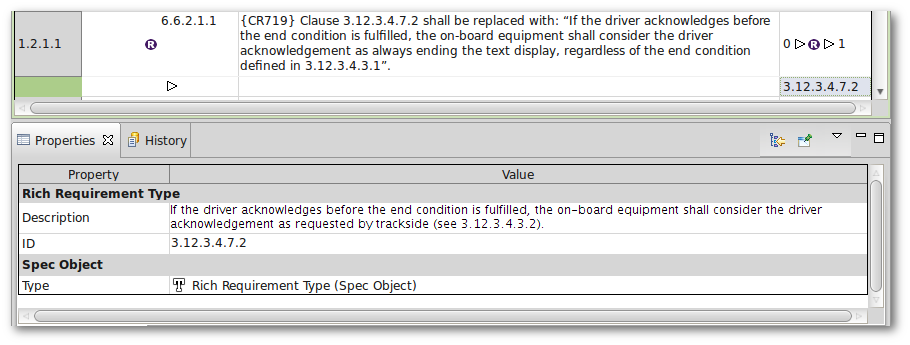 6.6.2.1.1 {CR719} Clause 3.12.3.4.7.2 shall be replaced with: “If the driver acknowledges before
the end condition is fulfilled, the on-board equipment shall consider the driver
1.2.1.1 R acknowledgement as always ending the text display, regardless of the end condition 0 ▷ R ▷ 1
defined in 3.12.3.4.3.1”.
▷ 3.12.3.4.7.2
Properties History
Property Value
Rich Requirement Type
Description If the driver acknowledges before the end condition is fulfilled, the on-board equipment shall consider the driver
acknowledgement as requested by trackside (see 3.12.3.4.3.2).
ID 3.12.3.4.7.2
Spec Object
Type Rich Requirement Type (Spec Object)